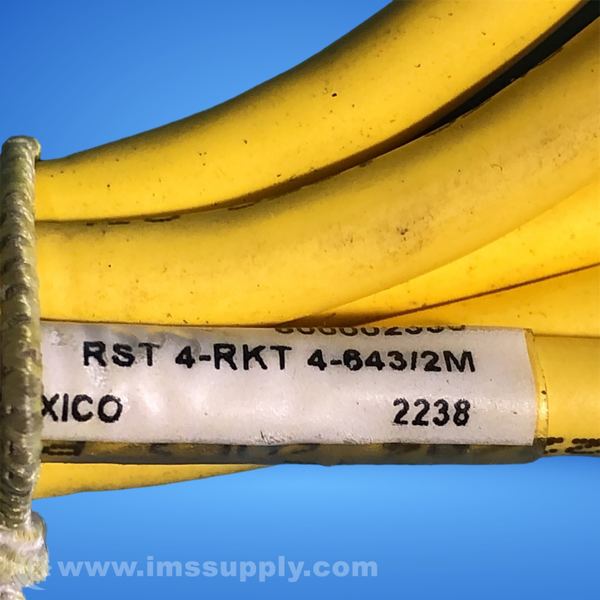 RST 4-RKT 4-643/2M
XICO 2238
www.imssupply.com